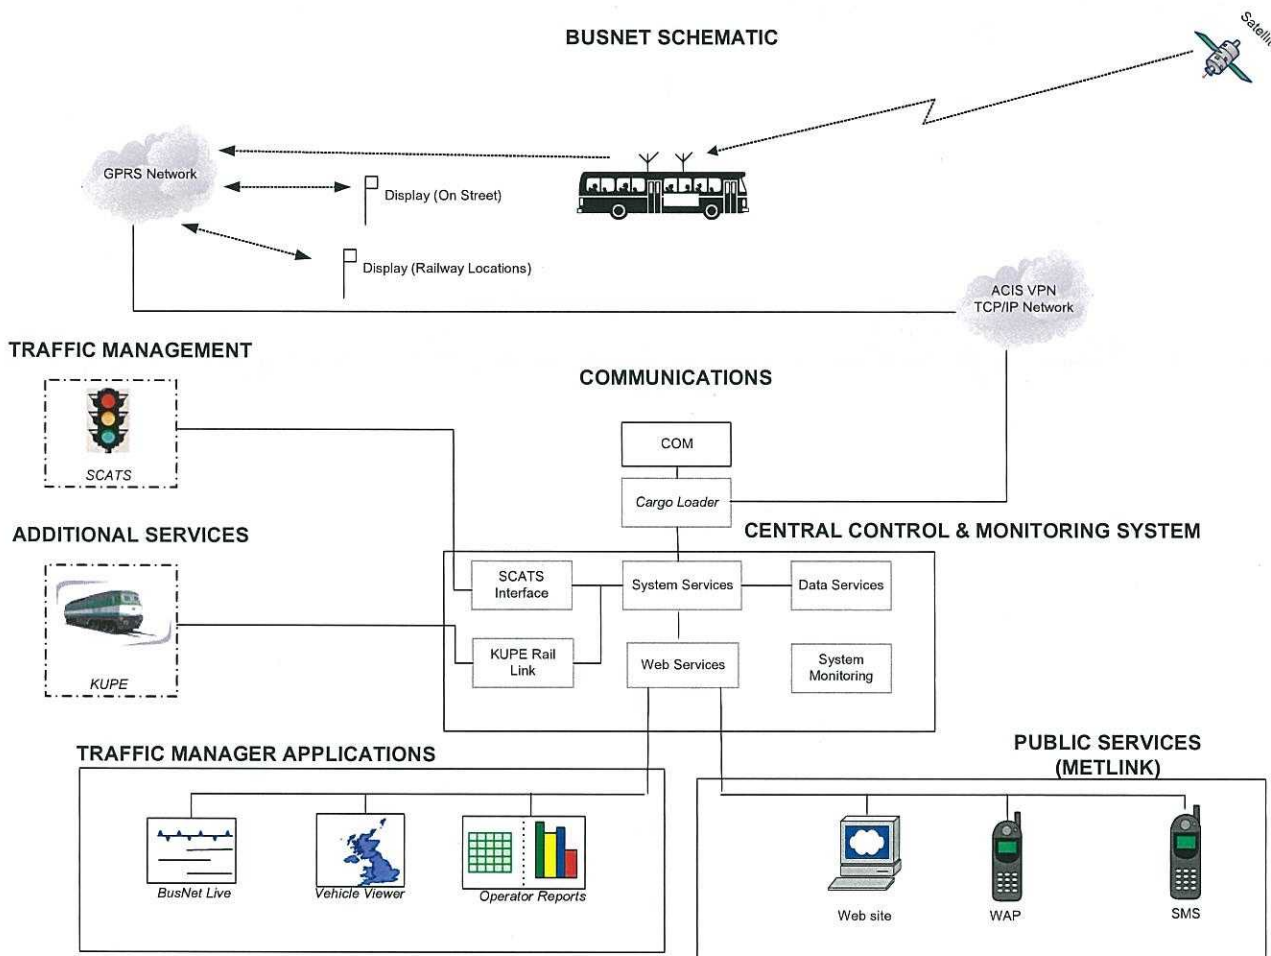 BUSNET SCHEMATIC
GPRS Network
Display (On Street)
Display (Railway Locations)
ACIS VPN
TCP/IP Network
TRAFFIC MANAGEMENT
SCATS
COMMUNICATIONS
COM
Cargo Loader
ADDITIONAL SERVICES
KUPE
CENTRAL CONTROL & MONITORING SYSTEM
SCATS
Interface
System Services
Data Services
KUPE Rail
Link
Web Services
System
Monitoring
TRAFFIC MANAGER APPLICATIONS
BusNet Live
Vehicle Viewer
Operator Reports
PUBLIC SERVICES
(METLINK)
Web site
WAP
SMS